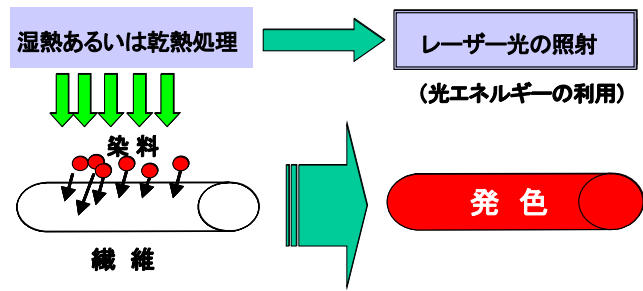 湿熱あるいは乾熱処理
レーザー光の照射
(光エネルギーの利用)
染 料
発 色
繊 維